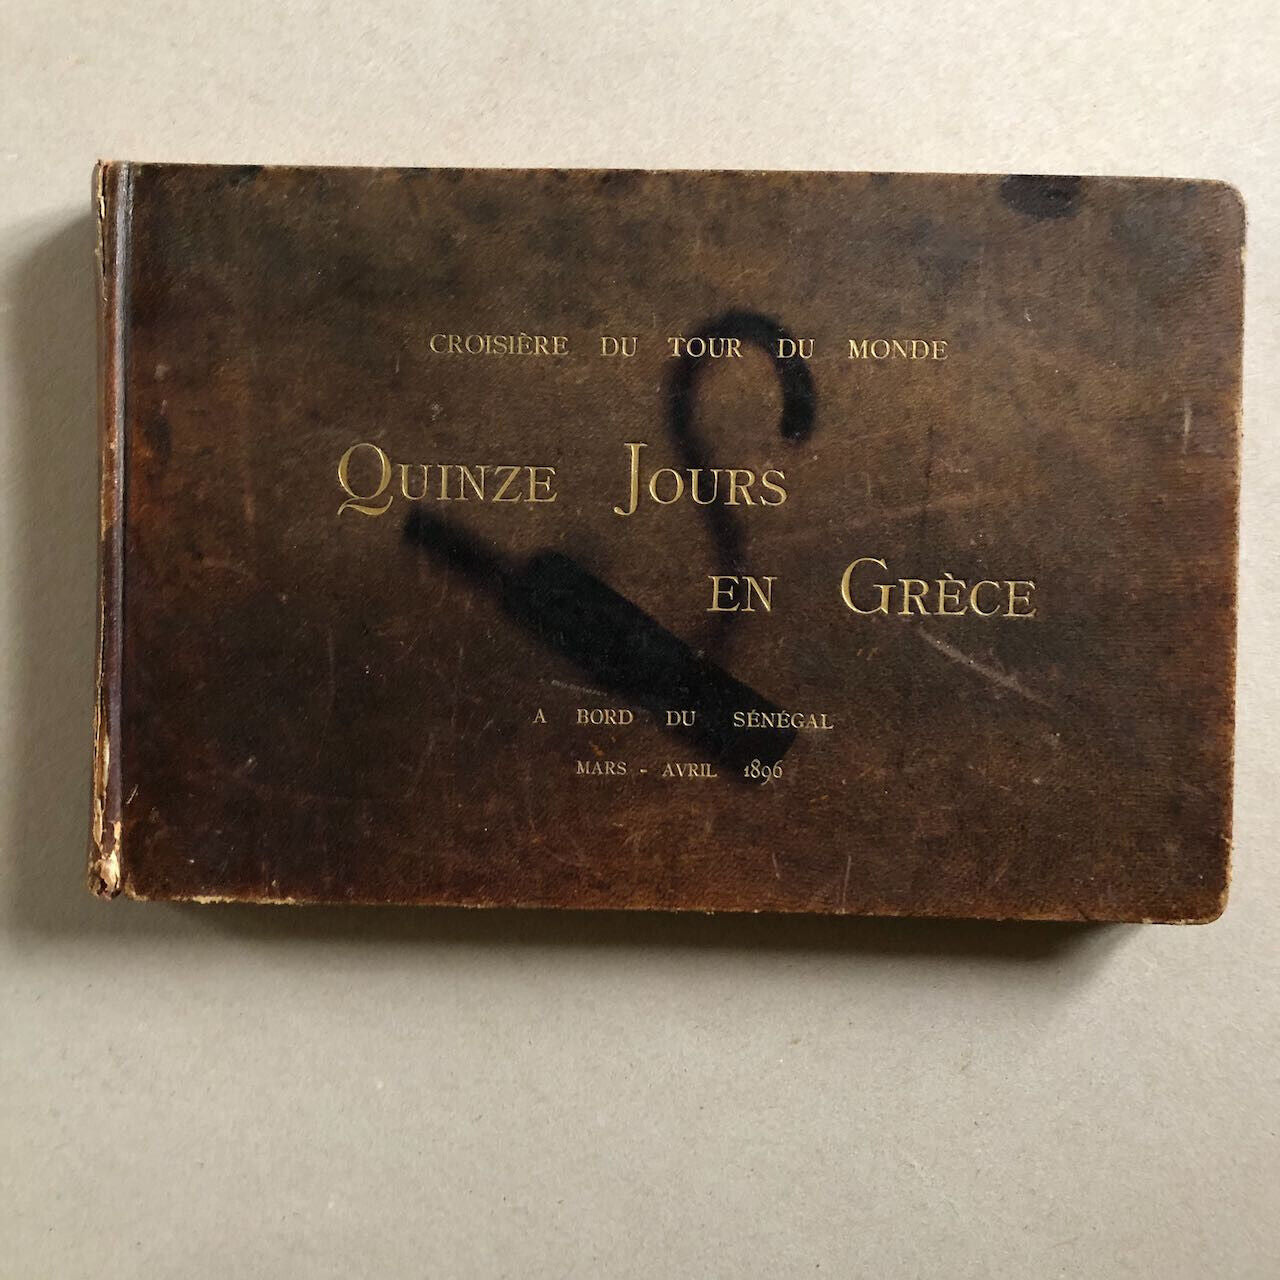 CROISIÈRE DU TOUR DU MONDE
QUINZE JOURS
EN GRÈCE
A BORD DU SÉNÉGAL
MARS - AVRIL 1896